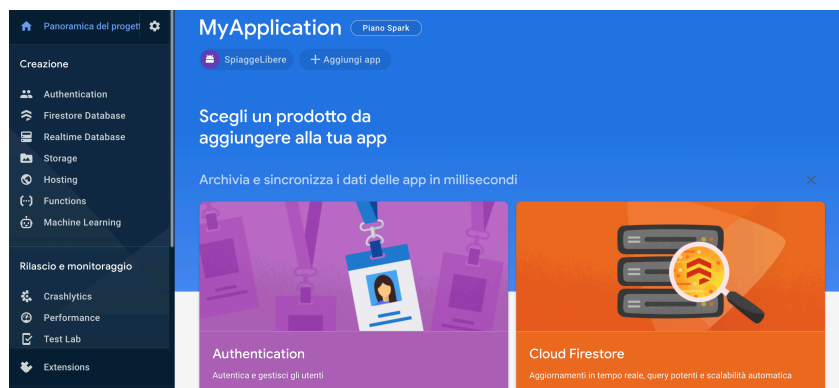 Panoramica del proget
Creazione
Authentication
Firestore Database
Realtime Database
Storage
Hosting
Functions
Machine Learning
Rilascio e monitoraggio
Crashlytics
Performance
Test Lab
Extensions
MyApplication Piano Spark
SpiaggeLibere + Aggiungi app
Scegli un prodotto da
aggiungere alla tua app
Archivia e sincronizza i dati delle app in millisecondi
Authentication
Autentica e gestisci gli utenti
Cloud Firestore
Aggiornamenti in tempo reale, query potenti e scalabilità automatica